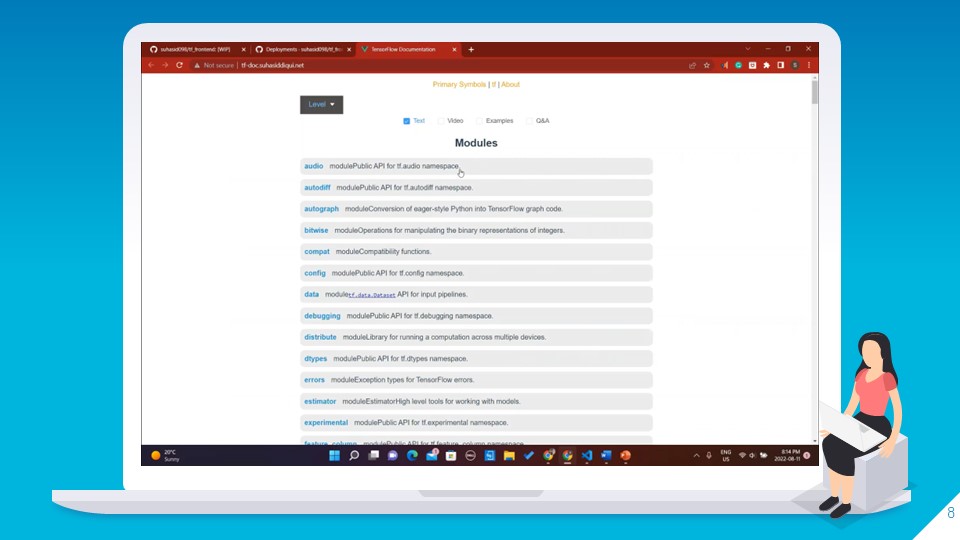 suhasid098/tf_frontend: [WIP]
Deployments · suhasid098/tf_fro
TensorFlow Documentation
Not secure | tf-doc.suhasiddiqui.net
Primary Symbols | tf | About
Level
Text Video Examples Q&A
Modules
audio modulePublic API for tf.audio namespace.
autodiff modulePublic API for tf.autodiff namespace.
autograph moduleConversion of eager-style Python into TensorFlow graph code.
bitwise moduleOperations for manipulating the binary representations of integers.
compat moduleCompatibility functions.
config modulePublic API for tf.config namespace.
data moduletf.data.Dataset API for input pipelines.
debugging modulePublic API for tf.debugging namespace.
distribute moduleLibrary for running a computation across multiple devices.
dtypes modulePublic API for tf.dtypes namespace.
errors moduleException types for TensorFlow errors.
estimator moduleEstimatorHigh level tools for working with models.
experimental modulePublic API for tf.experimental namespace.
feature_column modulePublic API for tf.feature_column namespace.
20°C
Sunny
ENG
US
8:14 PM
2022-06-11
8